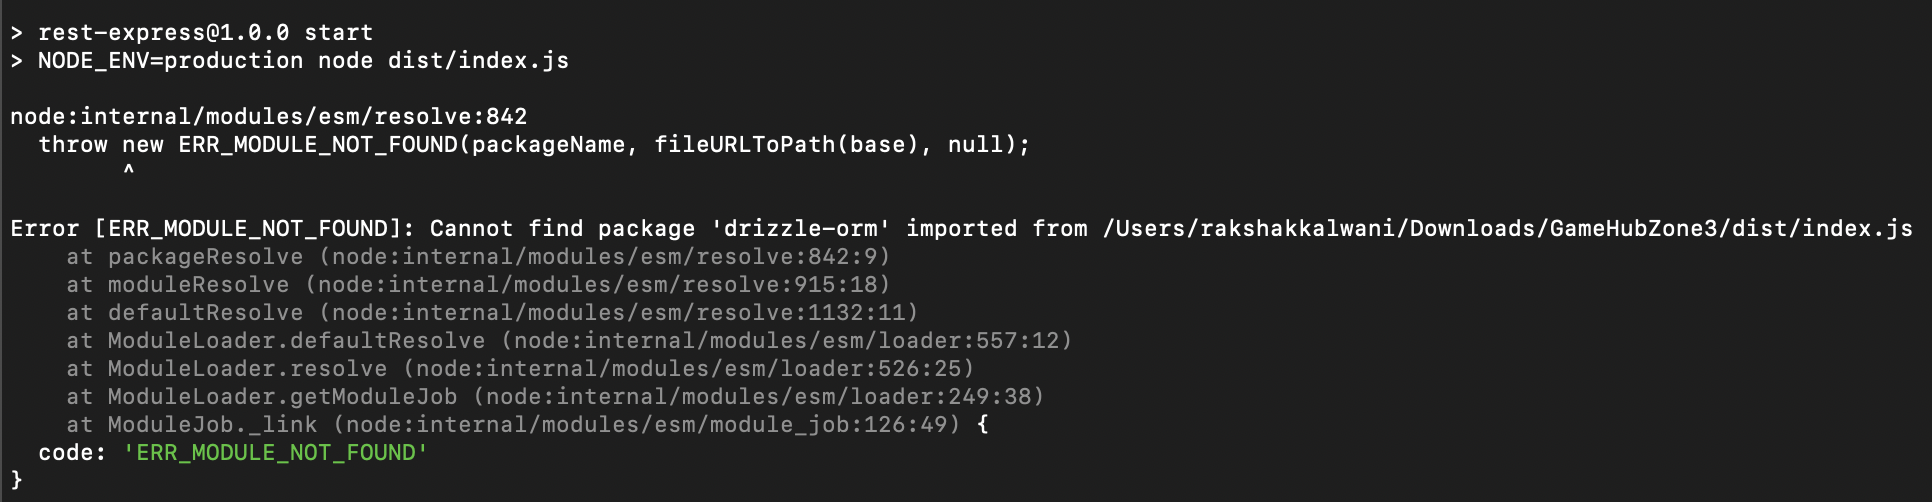 > rest-express@1.0.0 start
> NODE_ENV=production node dist/index.js
node:internal/modules/esm/resolve:842
  throw new ERR_MODULE_NOT_FOUND(packageName, fileURLToPath(base), null);
        ^
Error [ERR_MODULE_NOT_FOUND]: Cannot find package 'drizzle-orm' imported from /Users/rakshakkalwani/Downloads/GameHubZone3/dist/index.js
    at packageResolve (node:internal/modules/esm/resolve:842:9)
    at moduleResolve (node:internal/modules/esm/resolve:915:18)
    at defaultResolve (node:internal/modules/esm/resolve:1132:11)
    at ModuleLoader.defaultResolve (node:internal/modules/esm/loader:557:12)
    at ModuleLoader.resolve (node:internal/modules/esm/loader:526:25)
    at ModuleLoader.getModuleJob (node:internal/modules/esm/loader:249:38)
    at ModuleJob._link (node:internal/modules/esm/module_job:126:49) {
  code: 'ERR_MODULE_NOT_FOUND'
}